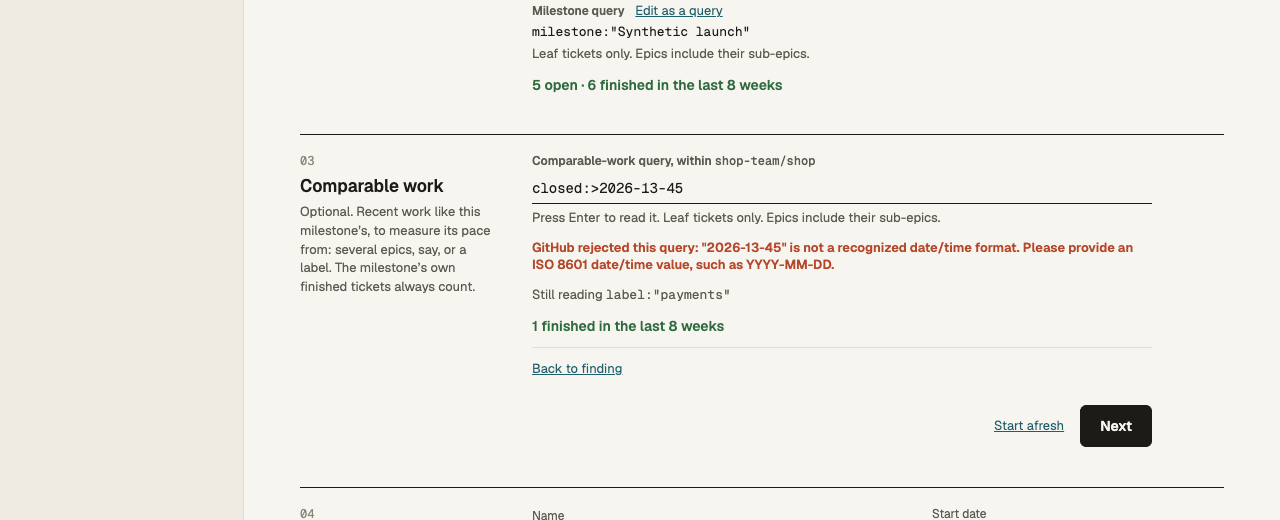 Milestone query Edit as a query
milestone:"Synthetic launch"
Leaf tickets only. Epics include their sub-epics.
5 open · 6 finished in the last 8 weeks
03
Comparable work
Optional. Recent work like this
milestone's, to measure its pace
from: several epics, say, or a
label. The milestone's own
finished tickets always count.
Comparable-work query, within shop-team/shop
closed:>2026-13-45
Press Enter to read it. Leaf tickets only. Epics include their sub-epics.
GitHub rejected this query: "2026-13-45" is not a recognized date/time format. Please provide an
ISO 8601 date/time value, such as YYYY-MM-DD.
Still reading label:"payments"
1 finished in the last 8 weeks
Back to finding
Start afresh Next
04
Name
Start date